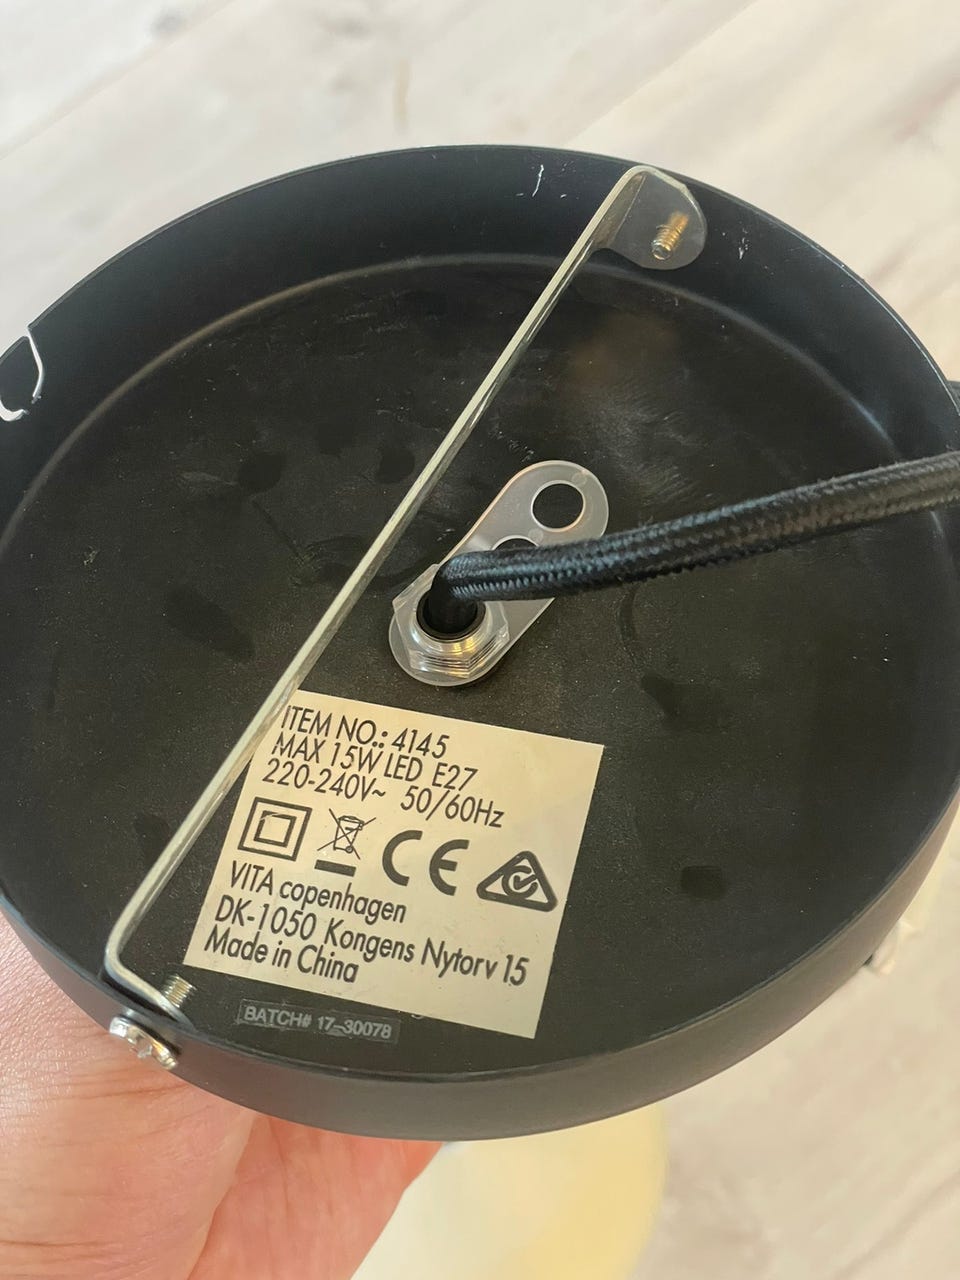 ITEM NO.: 4145
MAX 15W LED E27
220-240V~ 50/60Hz
CE
VITA copenhagen
DK-1050 Kongens Nytorv 15
Made in China
BATCH# 17-30078